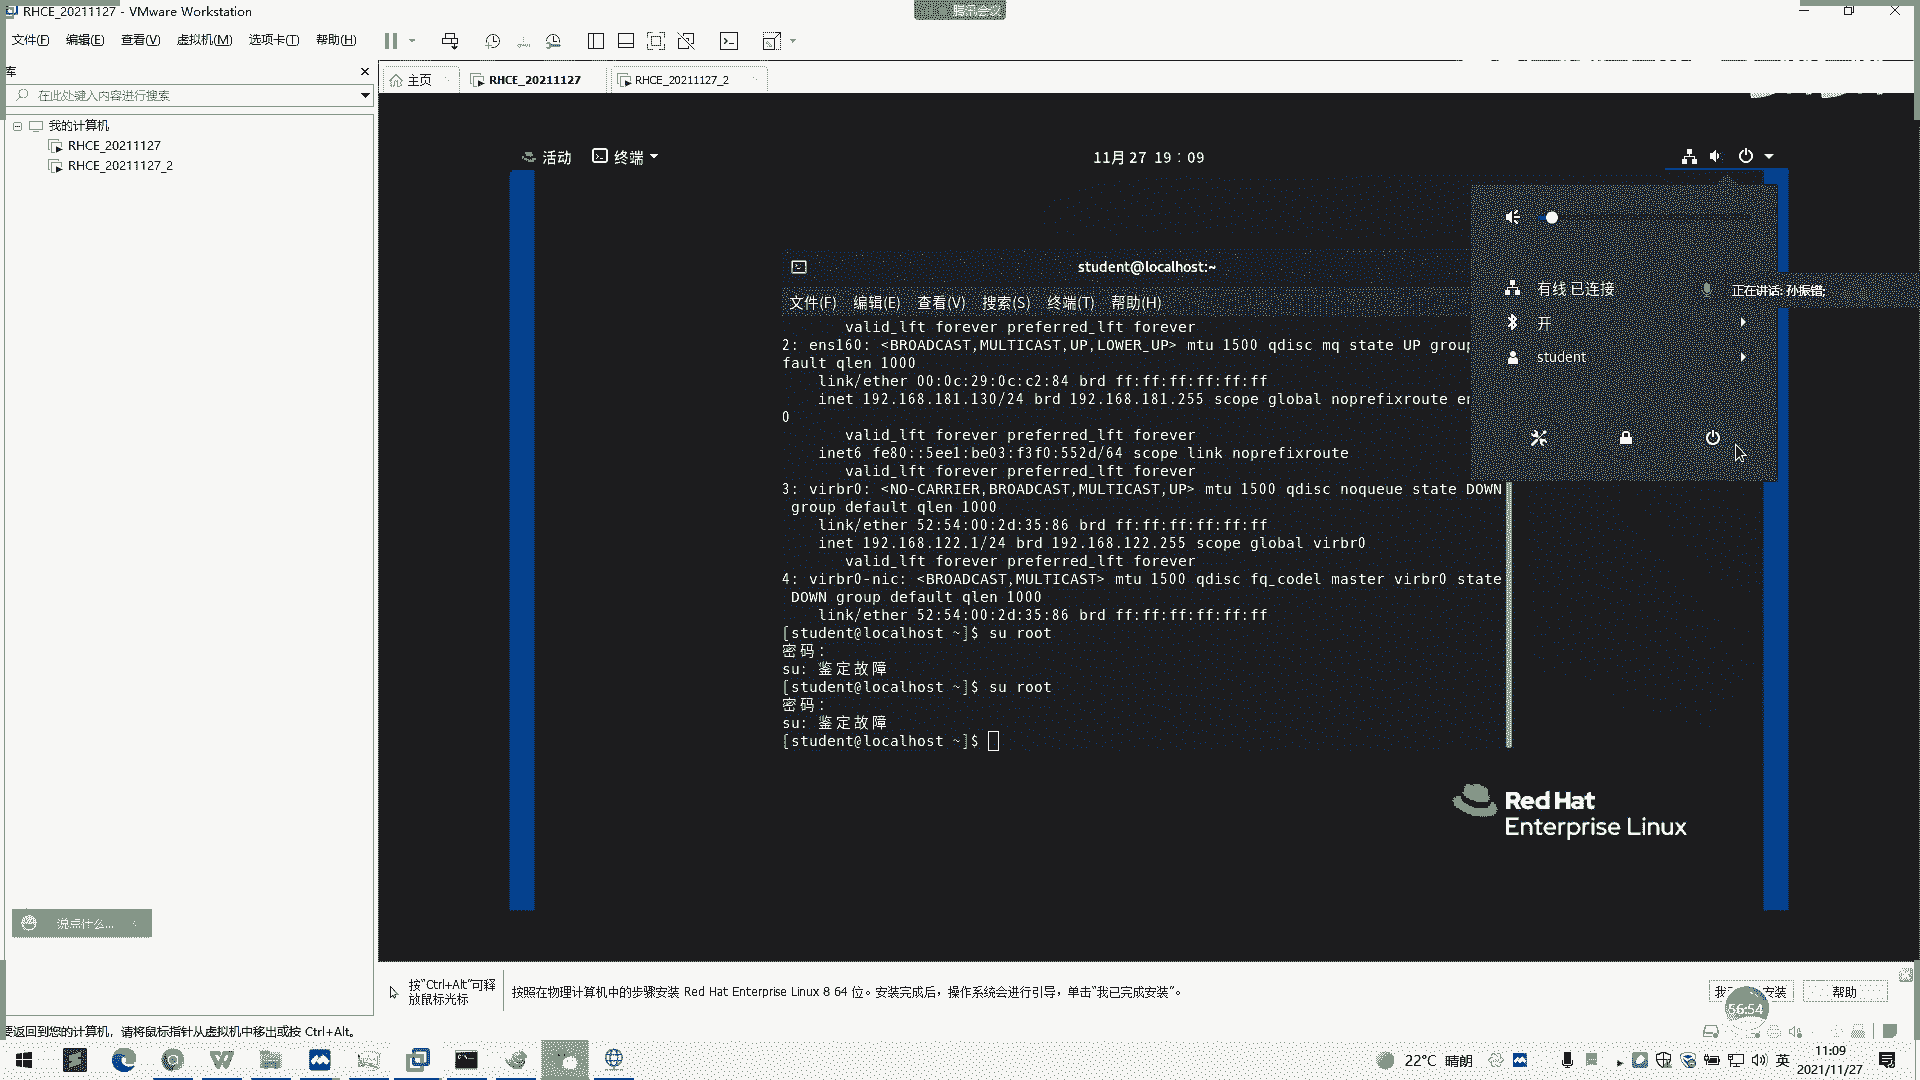 RHCE_20211127 - VMware Workstation
腾讯会议
文件(F) 编辑(E) 查看(V) 虚拟机(M) 选项卡(T) 帮助(H)
库
在此处键入内容进行搜索
主页
RHCE_20211127
RHCE_20211127_2
我的计算机
RHCE_20211127
RHCE_20211127_2
活动
终端
11月27 19:09
student@localhost:~
文件(F) 编辑(E) 查看(V) 搜索(S) 终端(T) 帮助(H)
valid_lft forever preferred_lft forever
2: ens160: <BROADCAST,MULTICAST,UP,LOWER_UP> mtu 1500 qdisc mq state UP group
fault qlen 1000
link/ether 00:0c:29:0c:c2:84 brd ff:ff:ff:ff:ff:ff
inet 192.168.181.130/24 brd 192.168.181.255 scope global noprefixroute en
0
valid_lft forever preferred_lft forever
inet6 fe80::5ee1:be03:f3f0:552d/64 scope link noprefixroute
valid_lft forever preferred_lft forever
3: virbr0: <NO-CARRIER,BROADCAST,MULTICAST,UP> mtu 1500 qdisc noqueue state DOWN
group default qlen 1000
link/ether 52:54:00:2d:35:86 brd ff:ff:ff:ff:ff:ff
inet 192.168.122.1/24 brd 192.168.122.255 scope global virbr0
valid_lft forever preferred_lft forever
4: virbr0-nic: <BROADCAST,MULTICAST> mtu 1500 qdisc fq_codel master virbr0 state
DOWN group default qlen 1000
link/ether 52:54:00:2d:35:86 brd ff:ff:ff:ff:ff:ff
[student@localhost ~]$ su root
密码：
su: 鉴定故障
[student@localhost ~]$ su root
密码：
su: 鉴定故障
[student@localhost ~]$
有线 已连接
开
student
正在讲话: 孙振锴;
Red Hat
Enterprise Linux
说点什么...
按"Ctrl+Alt"可释
放鼠标光标
按照在物理计算机中的步骤安装 Red Hat Enterprise Linux 8 64 位。安装完成后，操作系统会进行引导，单击"我已完成安装"。
安装
帮助
56:54
要返回到您的计算机，请将鼠标指针从虚拟机中移出或按 Ctrl+Alt。
22°C 晴朗
英
11:09
2021/11/27